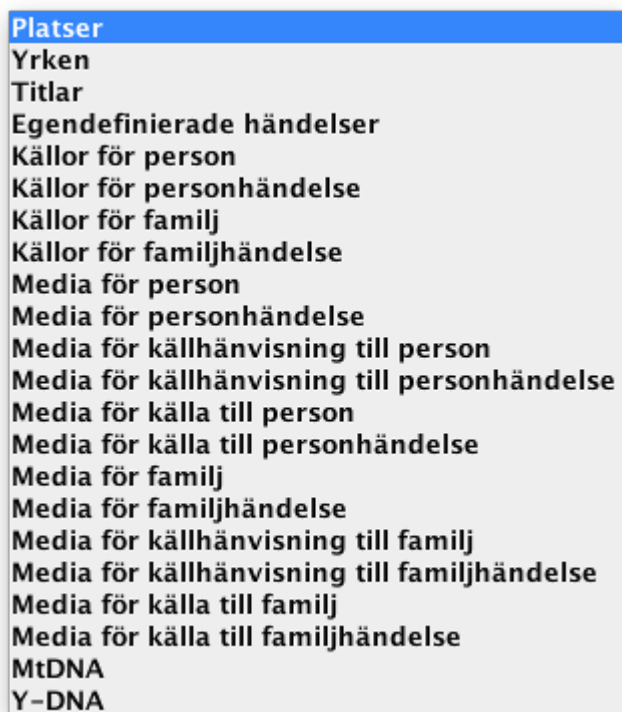 Platser
Yrken
Titlar
Egendefinierade händelser
Källor för person
Källor för personhändelse
Källor för familj
Källor för familjhändelse
Media för person
Media för personhändelse
Media för källhänvisning till person
Media för källhänvisning till personhändelse
Media för källa till person
Media för källa till personhändelse
Media för familj
Media för familjhändelse
Media för källhänvisning till familj
Media för källhänvisning till familjhändelse
Media för källa till familj
Media för källa till familjhändelse
MtDNA
Y-DNA